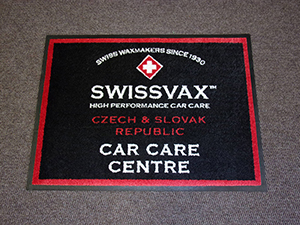 SWISS WAXMAKERS SINCE 1930
SWISSVAX™
HIGH PERFORMANCE CAR CARE
CZECH & SLOVAK
REPUBLIC
CAR CARE
CENTRE